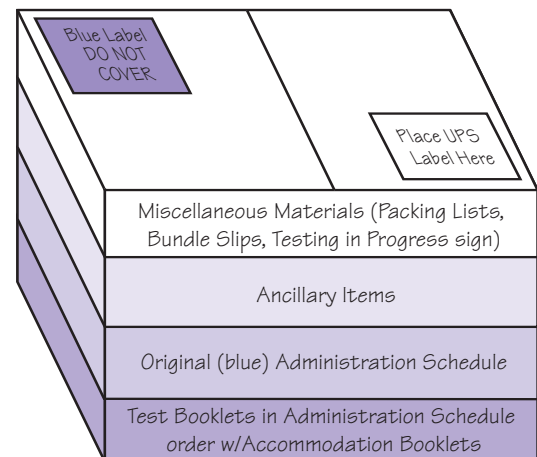 Blue Label
DO NOT
COVER
Place UPS
Label Here
Miscellaneous Materials (Packing Lists,
Bundle Slips, Testing in Progress sign)
Ancillary Items
Original (blue) Administration Schedule
Test Booklets in Administration Schedule
order w/Accommodation Booklets